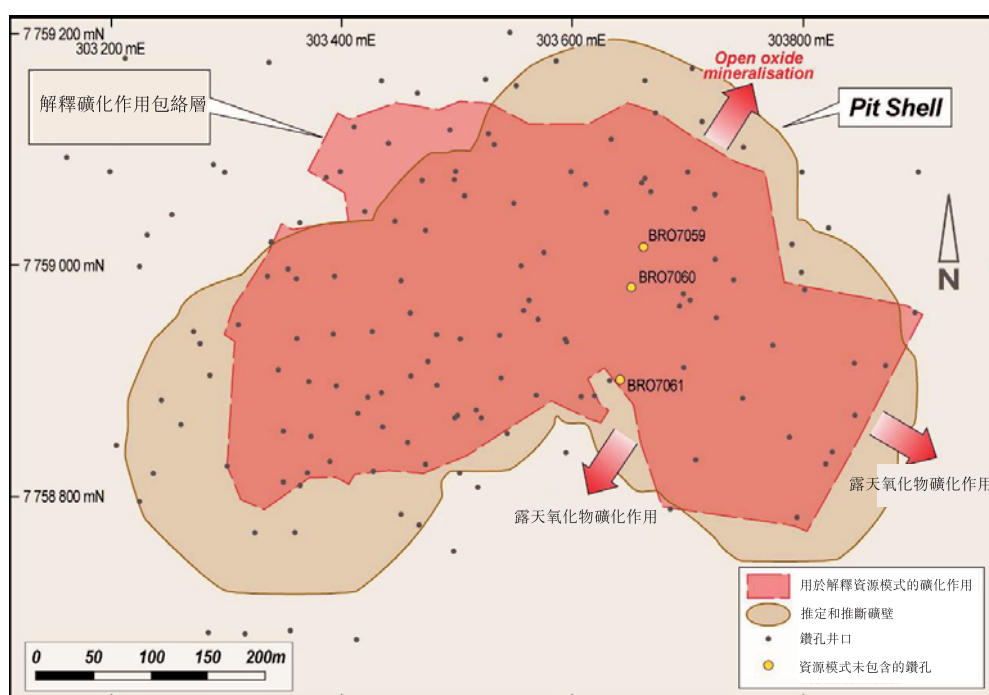 7 759 200 mN
303 200 mE
303 400 mE
303 600 mE
303 800 mE
Open oxide
mineralisation
解釋礦化作用包絡層
Pit Shell
BRO7059
7 759 000 mN
BRO7060
N
BRO7061
露天氧化物礦化作用
7 758 800 mN
露天氧化物礦化作用
用於解釋資源模式的礦化作用
推定和推斷礦壁
鑽孔井口
資源模式未包含的鑽孔
0 50 100 150 200m